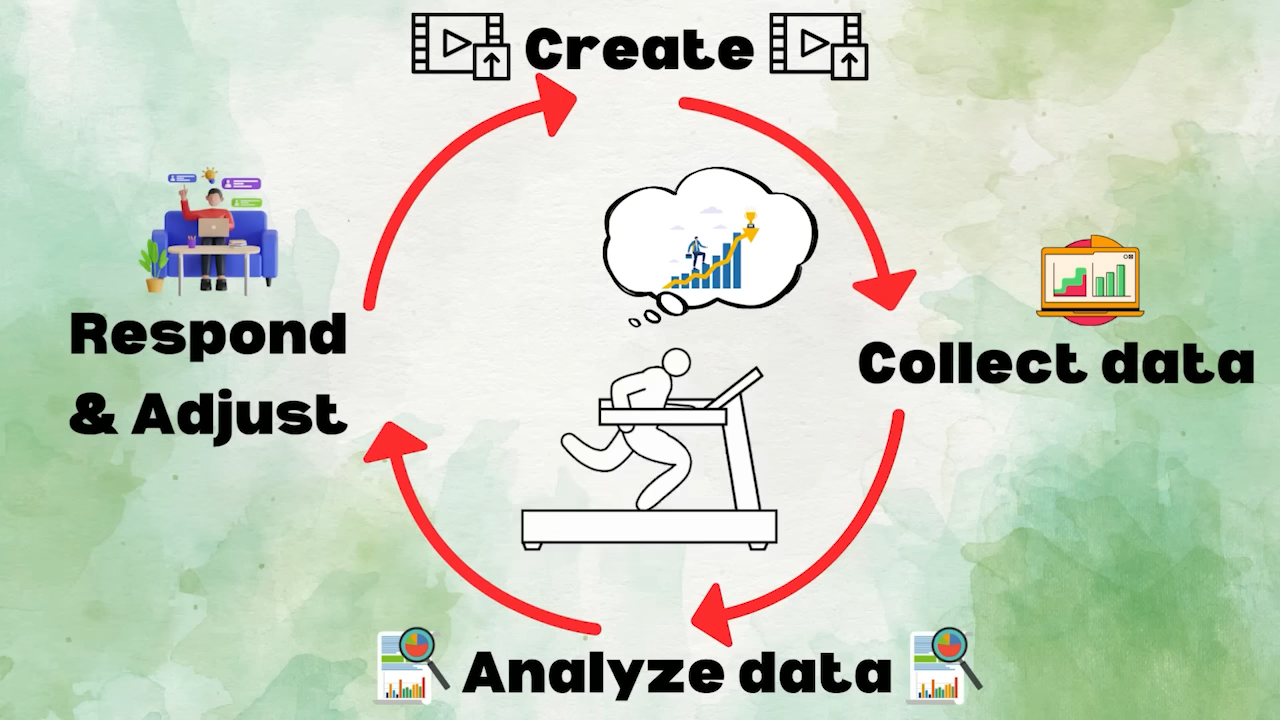 Create
Collect data
Analyze data
Respond
& Adjust